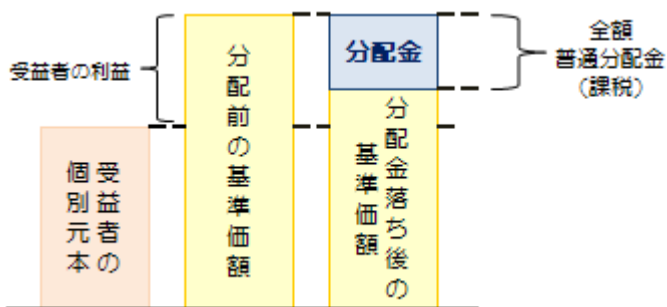 受益者の利益
受益者の
個別元本
分配前の基準価額
分配金
分配金落ち後の
基準価額
全額
普通分配金
(課税)